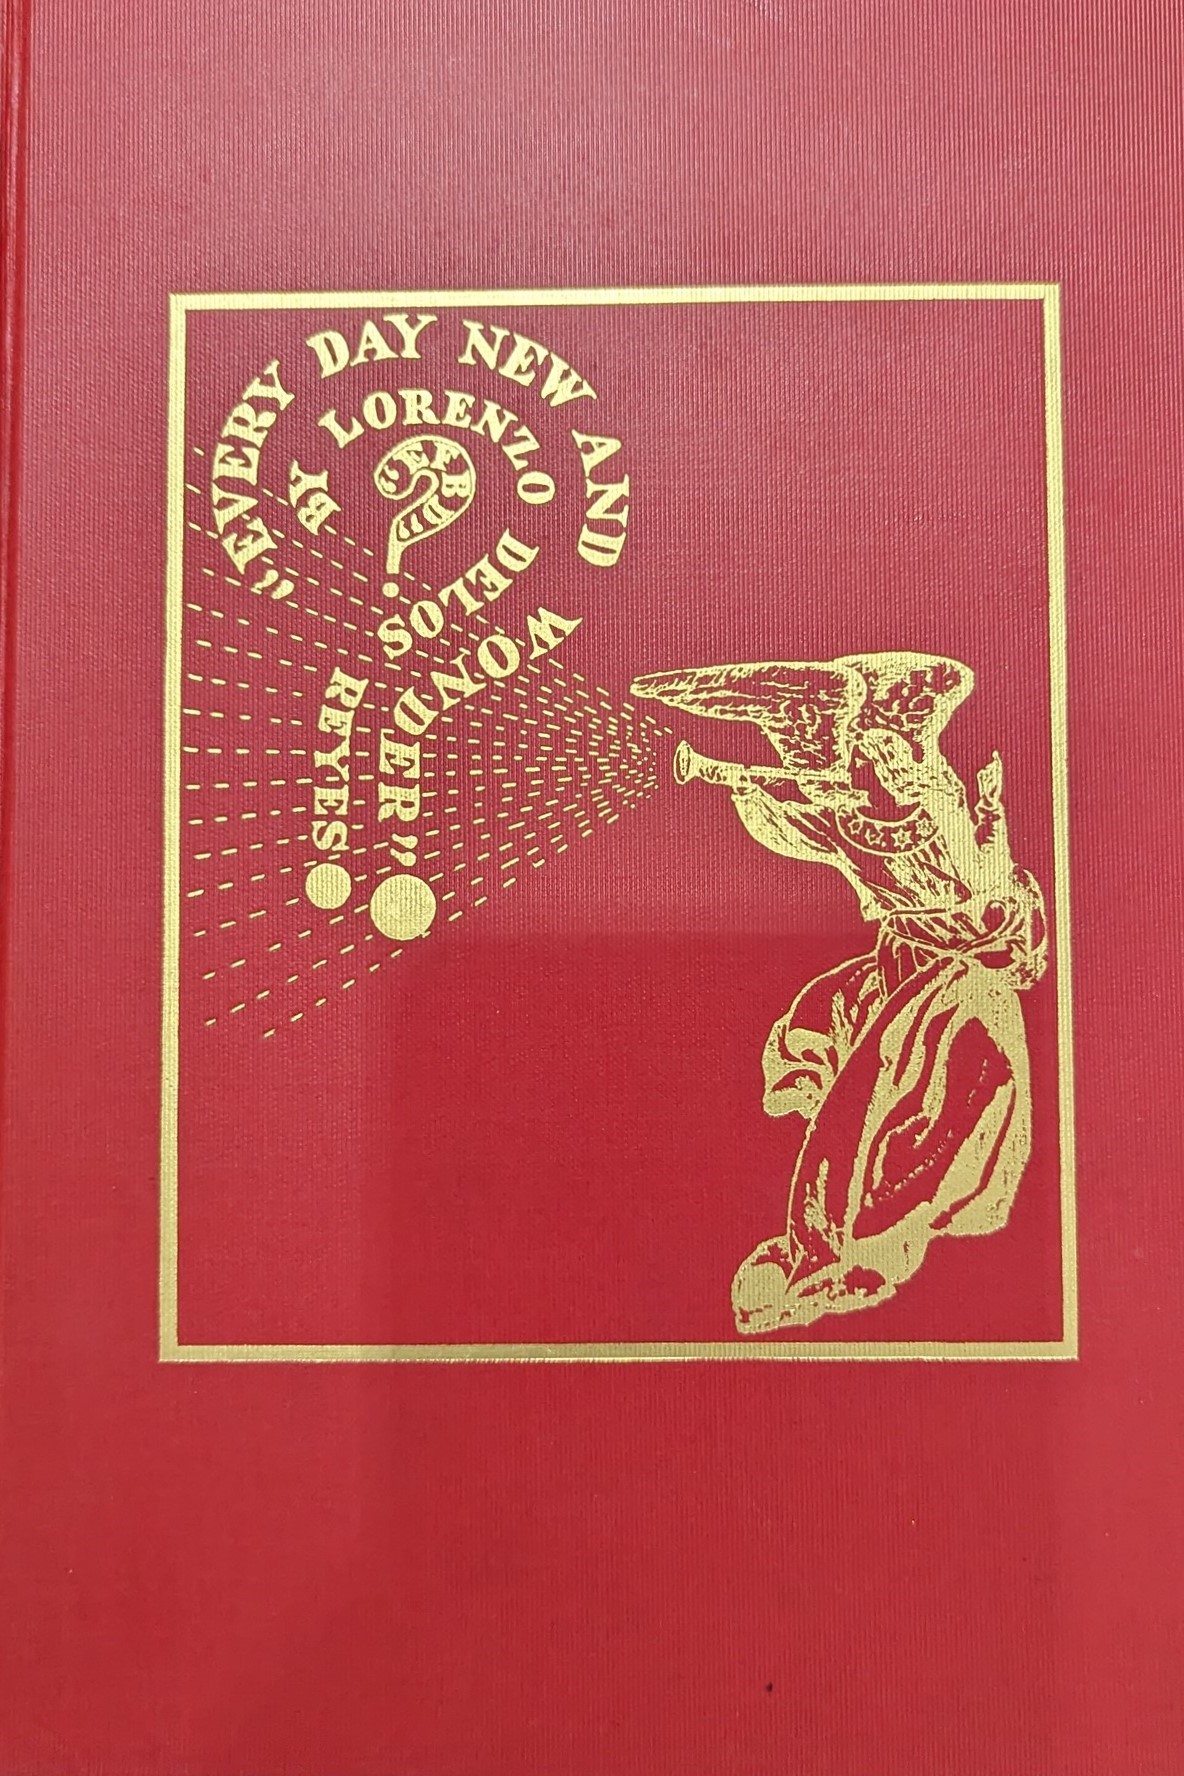 "EVERY DAY NEW AND WONDER"
BY LORENZO DELOS REYES